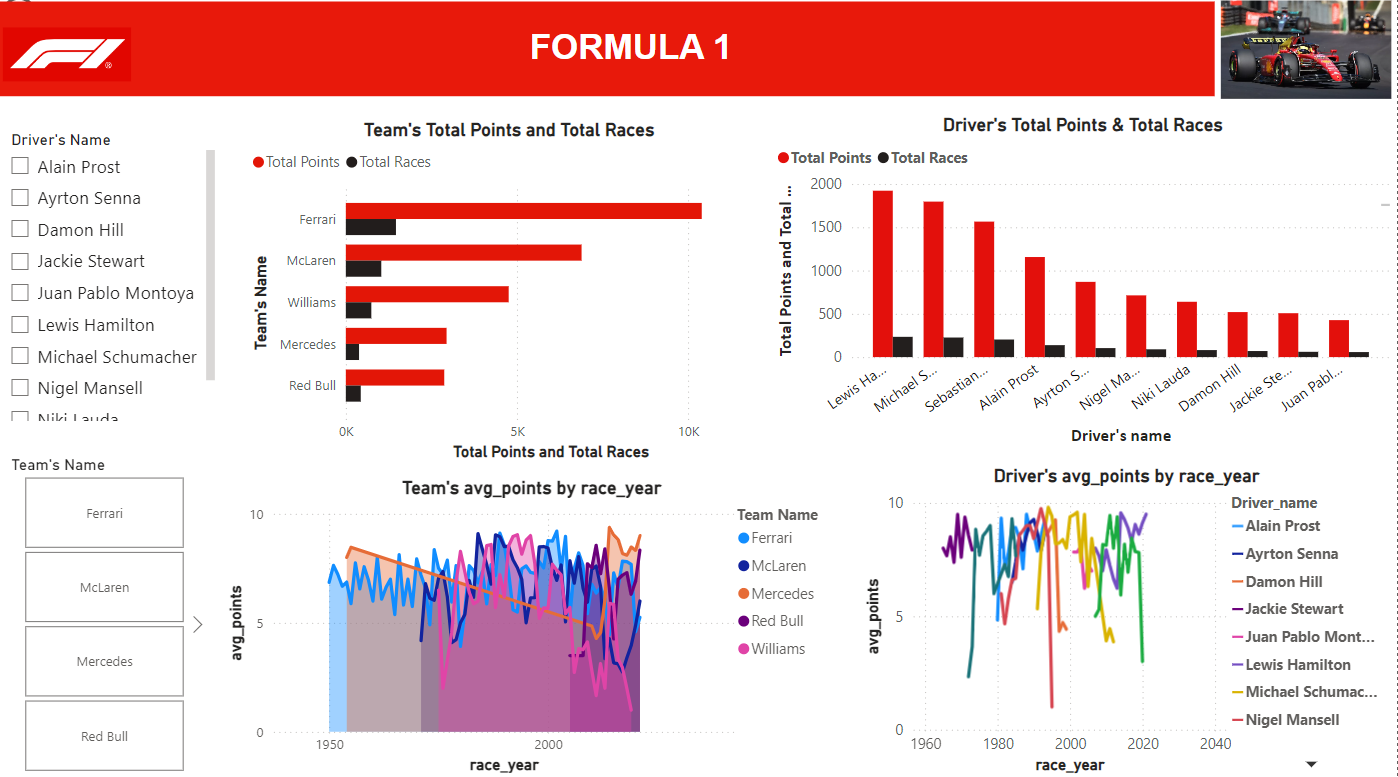 FORMULA 1
F1
Driver's Name
Alain Prost
Ayrton Senna
Damon Hill
Jackie Stewart
Juan Pablo Montoya
Lewis Hamilton
Michael Schumacher
Nigel Mansell
Niki Lauda
Team's Name
Ferrari
McLaren
Mercedes
Red Bull
Team's Total Points and Total Races
Total Points Total Races
Team's Name
Ferrari
McLaren
Williams
Mercedes
Red Bull
0K 5K 10K
Total Points and Total Races
Driver's Total Points & Total Races
Total Points Total Races
Total Points and Total ...
2000
1500
1000
500
0
Lewis Ha... Michael S... Sebastian... Alain Prost Ayrton S... Nigel Ma... Niki Lauda Damon Hill Jackie Ste... Juan Pabl...
Driver's name
Team's avg_points by race_year
avg_points
10
5
0
1950 2000
race_year
Team Name
Ferrari
McLaren
Mercedes
Red Bull
Williams
Driver's avg_points by race_year
avg_points
10
5
0
1960 1980 2000 2020 2040
race_year
Driver_name
Alain Prost
Ayrton Senna
Damon Hill
Jackie Stewart
Juan Pablo Mont...
Lewis Hamilton
Michael Schumac...
Nigel Mansell